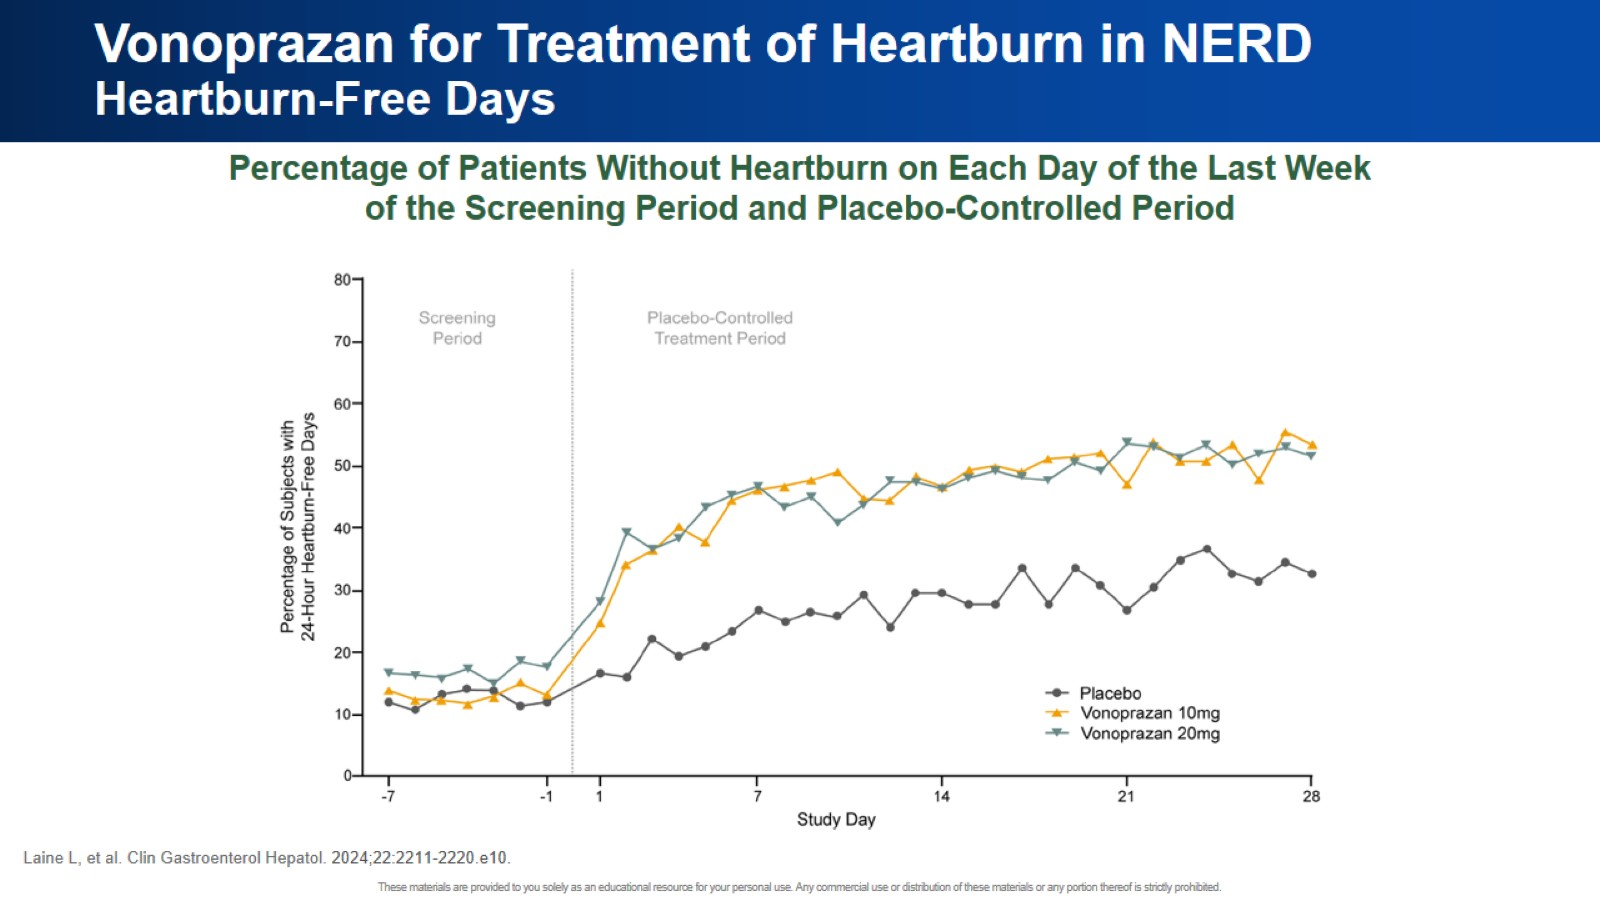 Vonoprazan for Treatment of Heartburn in NERD
Heartburn-Free Days
Percentage of Patients Without Heartburn on Each Day of the Last Week
of the Screening Period and Placebo-Controlled Period
Percentage of Subjects with
24-Hour Heartburn-Free Days
80
70
60
50
40
30
20
10
0
Screening
Period
Placebo-Controlled
Treatment Period
Placebo
Vonoprazan 10mg
Vonoprazan 20mg
-7 -1 1 7 14 21 28
Study Day
Laine L, et al. Clin Gastroenterol Hepatol. 2024;22:2211-2220.e10.
These materials are provided to you solely as an educational resource for your personal use. Any commercial use or distribution of these materials or any portion thereof is strictly prohibited.